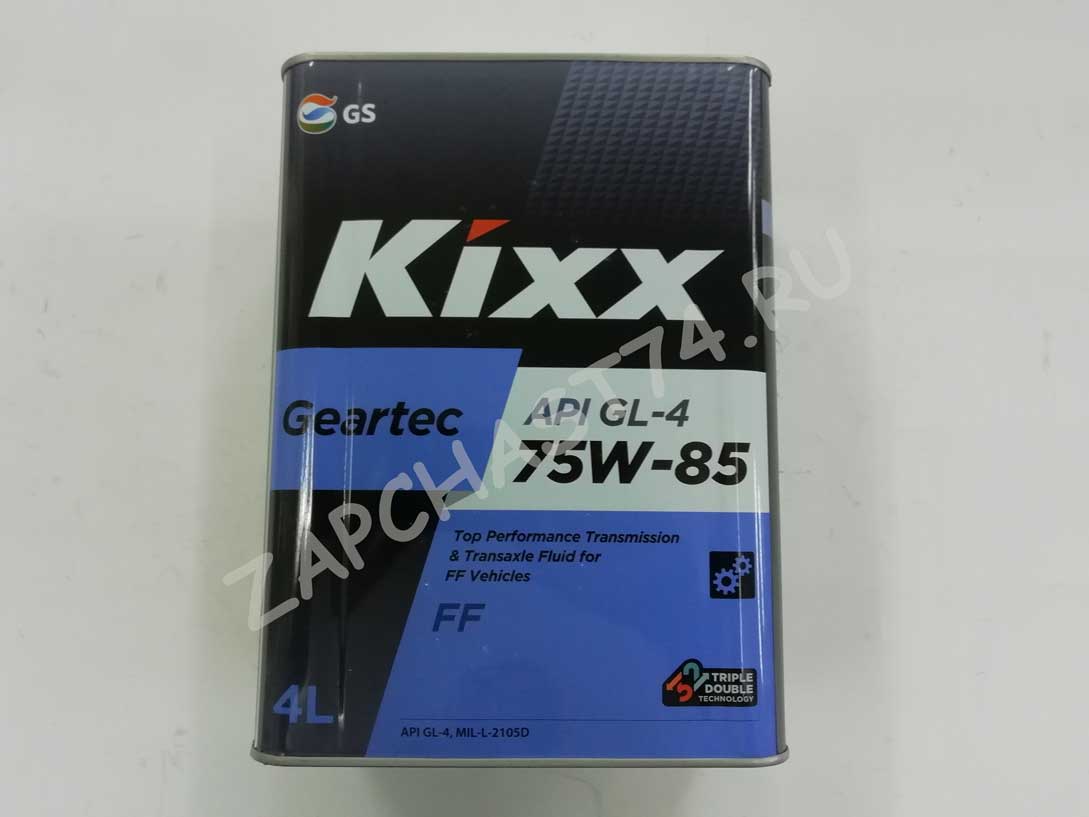 GS
Kixx
Geartec
API GL-4
75W-85
Top Performance Transmission
& Transaxle Fluid for
FF Vehicles
FF
32
TRIPLE
DOUBLE
TECHNOLOGY
4L
API GL-4, MIL-L-2105D
ZAPCHAST74.RU